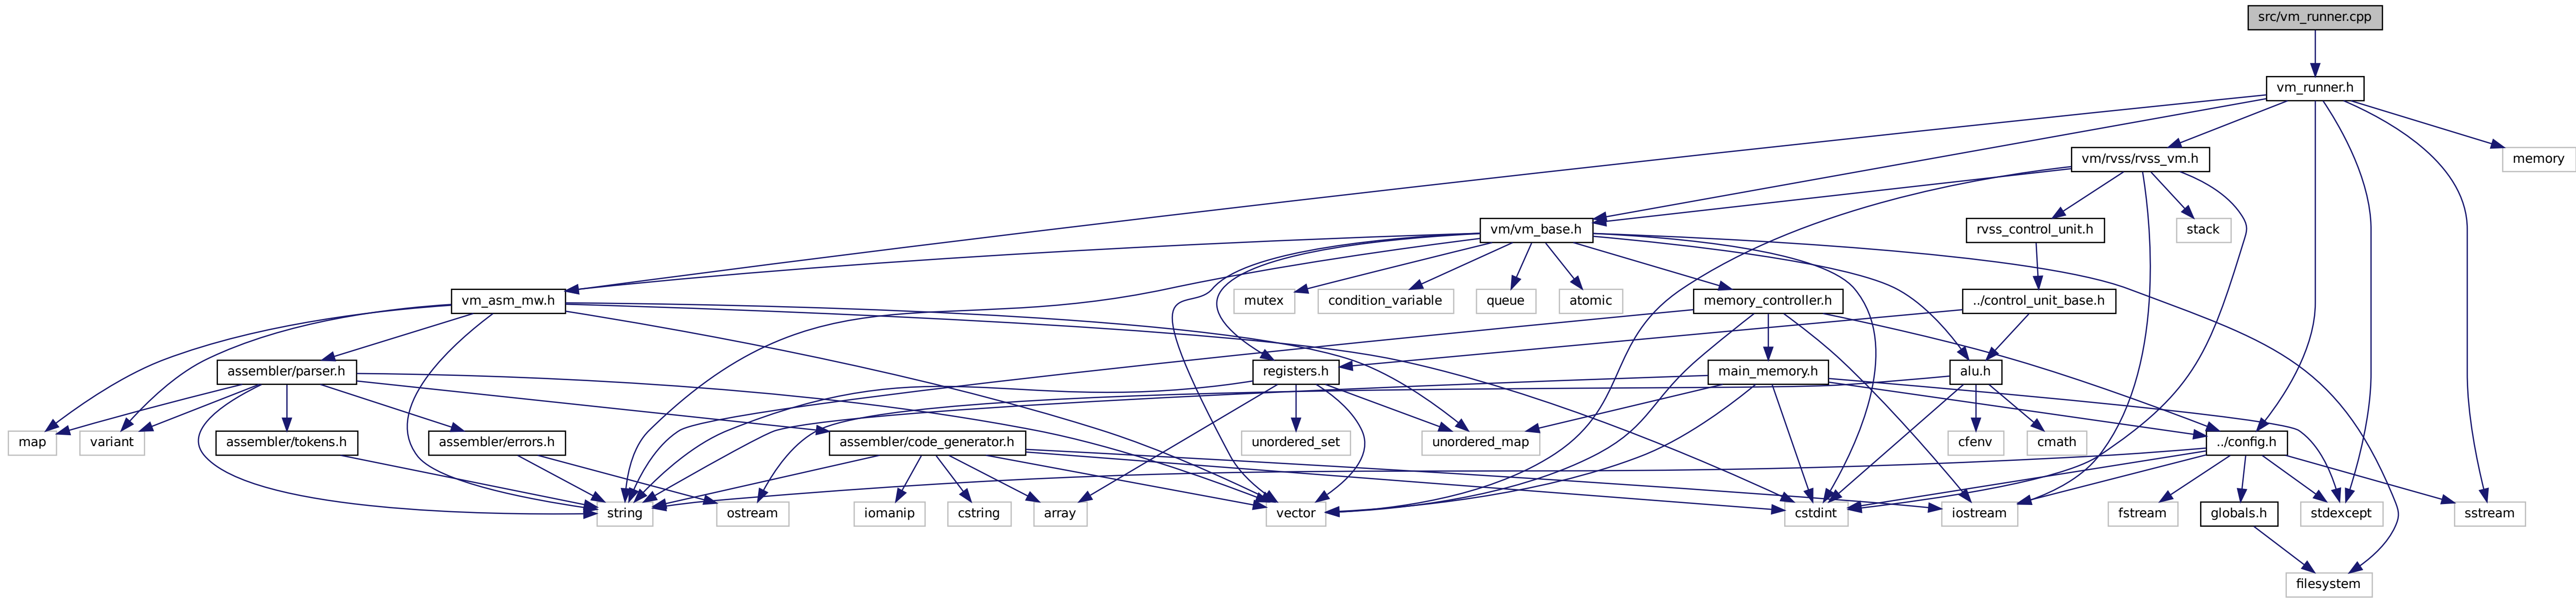 src/vm_runner.cpp
vm_runner.h
vm/rvss/rvss_vm.h
memory
vm/vm_base.h
rvss_control_unit.h
stack
vm_asm_mw.h
mutex
condition_variable
queue
atomic
memory_controller.h
../control_unit_base.h
assembler/parser.h
registers.h
main_memory.h
alu.h
map
variant
assembler/tokens.h
assembler/errors.h
assembler/code_generator.h
unordered_set
unordered_map
cfenv
cmath
../config.h
string
ostream
iomanip
cstring
array
vector
cstdint
iostream
fstream
globals.h
stdexcept
sstream
filesystem